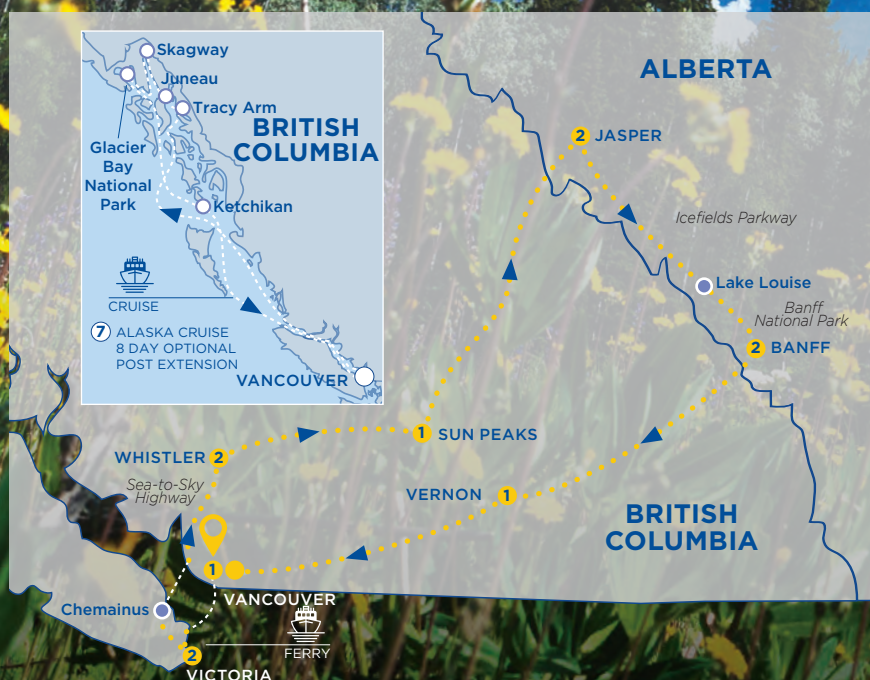 Skagway
Juneau
Tracy Arm
BRITISH
COLUMBIA
Glacier
Bay
National
Park
Ketchikan
CRUISE
7 ALASKA CRUISE
8 DAY OPTIONAL
POST EXTENSION
VANCOUVER
ALBERTA
2 JASPER
Icefields Parkway
Lake Louise
Banff
National Park
2 BANFF
1 SUN PEAKS
WHISTLER 2
Sea-to-Sky
Highway
VERNON 1
BRITISH
COLUMBIA
1
VANCOUVER
Chemainus
FERRY
2
VICTORIA